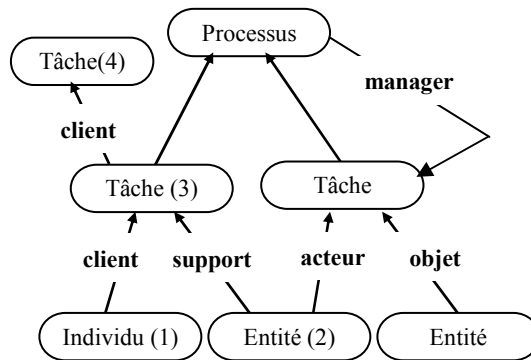 Processus
Tâche(4)
manager
client
Tâche (3)
Tâche
client
support
acteur
objet
Individu (1)
Entité (2)
Entité